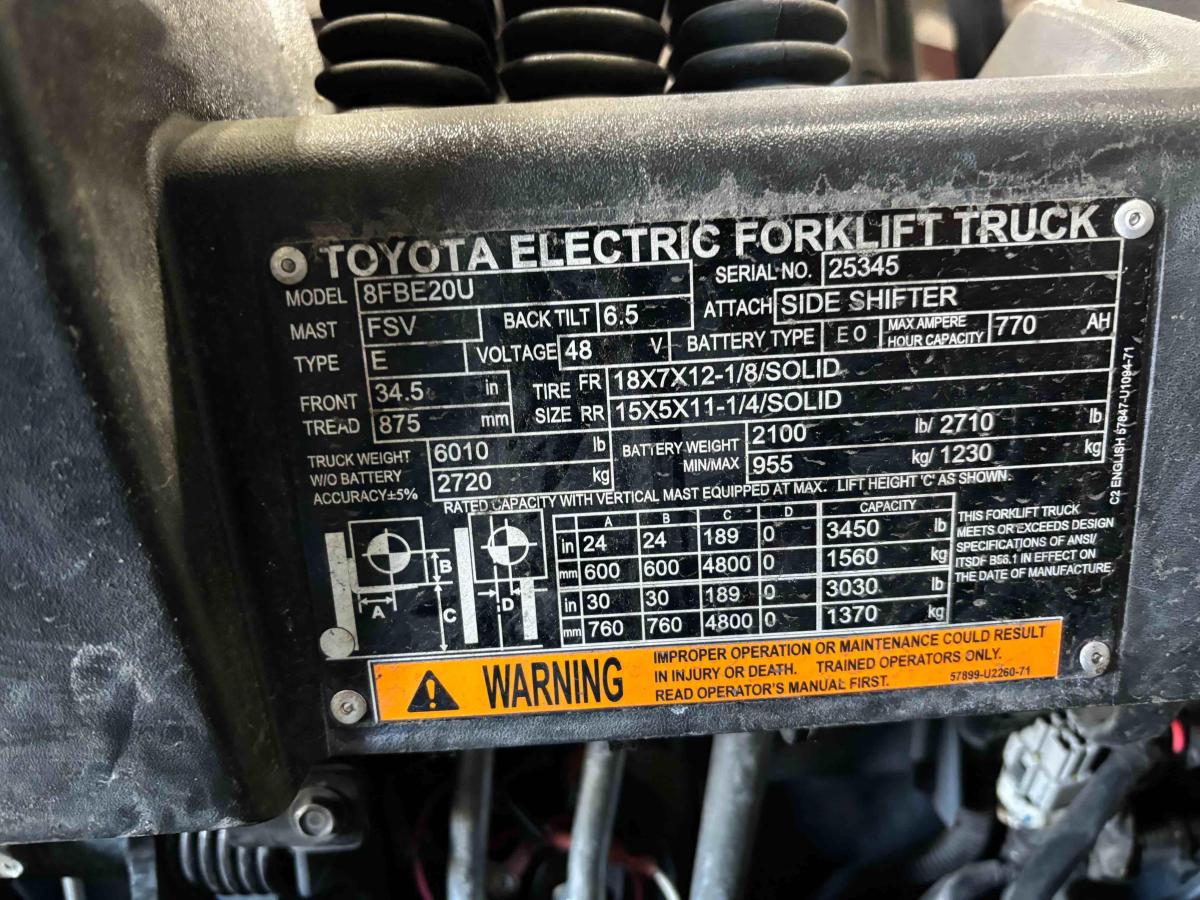 TOYOTA ELECTRIC FORKLIFT TRUCK
MODEL 8FBE20U SERIAL NO. 25345
MAST FSV BACK TILT 6.5 ATTACH SIDE SHIFTER
TYPE E VOLTAGE 48 V BATTERY TYPE E O MAX AMPERE HOUR CAPACITY 770 AH
FRONT TREAD 34.5 in TIRE SIZE FR 18X7X12-1/8/SOLID
875 mm RR 15X5X11-1/4/SOLID
TRUCK WEIGHT W/O BATTERY ACCURACY±5% 6010 lb BATTERY WEIGHT MIN/MAX 2100 lb/ 2710 lb
2720 kg 955 kg/ 1230 kg
RATED CAPACITY WITH VERTICAL MAST EQUIPPED AT MAX. LIFT HEIGHT 'C' AS SHOWN.
A B C D CAPACITY
in 24 24 189 0 3450 lb
mm 600 600 4800 0 1560 kg
in 30 30 189 0 3030 lb
mm 760 760 4800 0 1370 kg
B
A
C
D
THIS FORKLIFT TRUCK
MEETS OR EXCEEDS DESIGN
SPECIFICATIONS OF ANSI/
ITSDF B56.1 IN EFFECT ON
THE DATE OF MANUFACTURE.
C2 ENGLISH 57847-U1094-71
WARNING
IMPROPER OPERATION OR MAINTENANCE COULD RESULT
IN INJURY OR DEATH. TRAINED OPERATORS ONLY.
READ OPERATOR'S MANUAL FIRST. 57899-U2260-71